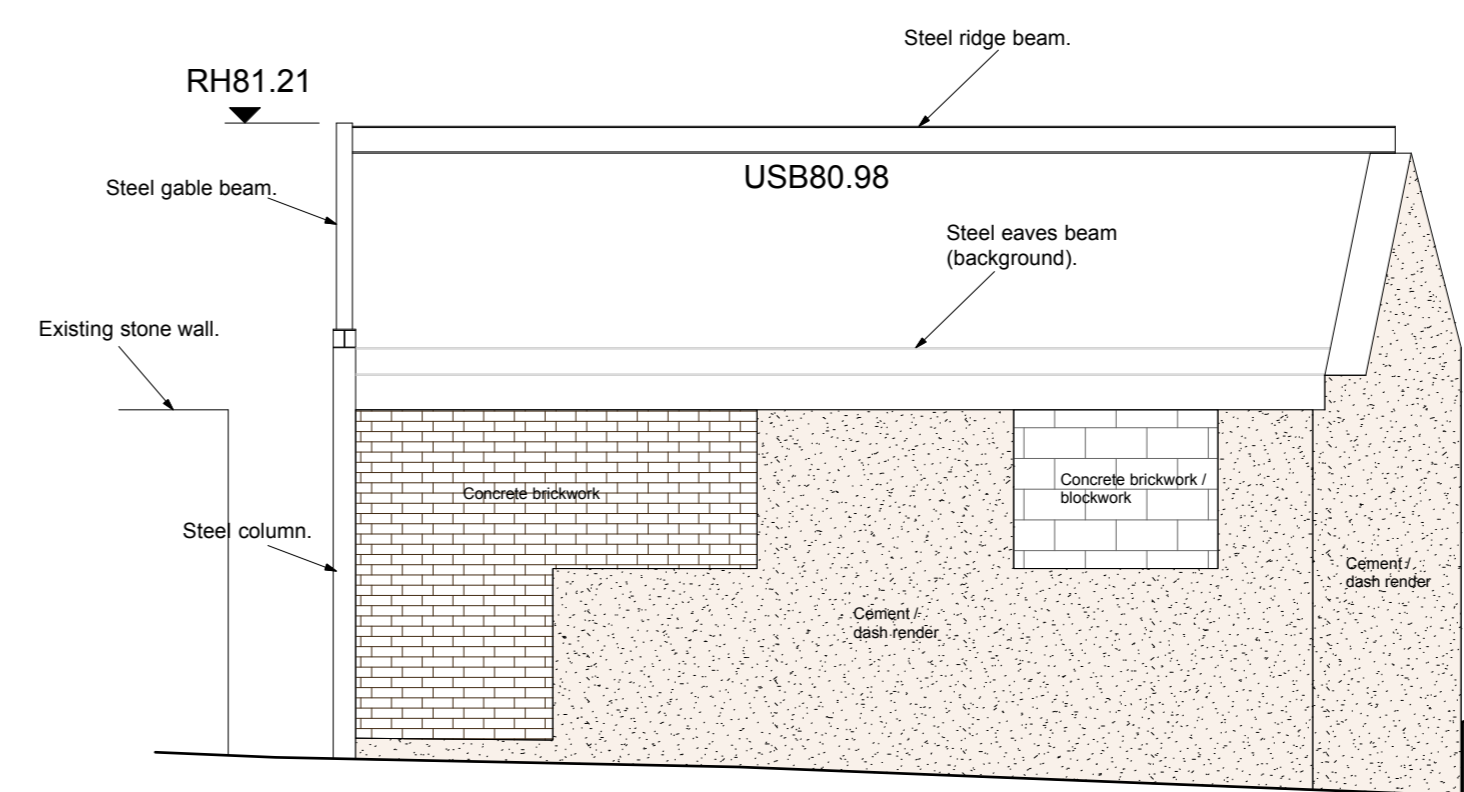 Steel ridge beam.
RH81.21
USB80.98
Steel gable beam.
Steel eaves beam
(background).
Existing stone wall.
Concrete brickwork
Concrete brickwork /
blockwork
Steel column.
Cement /
dash render
Cement /
dash render